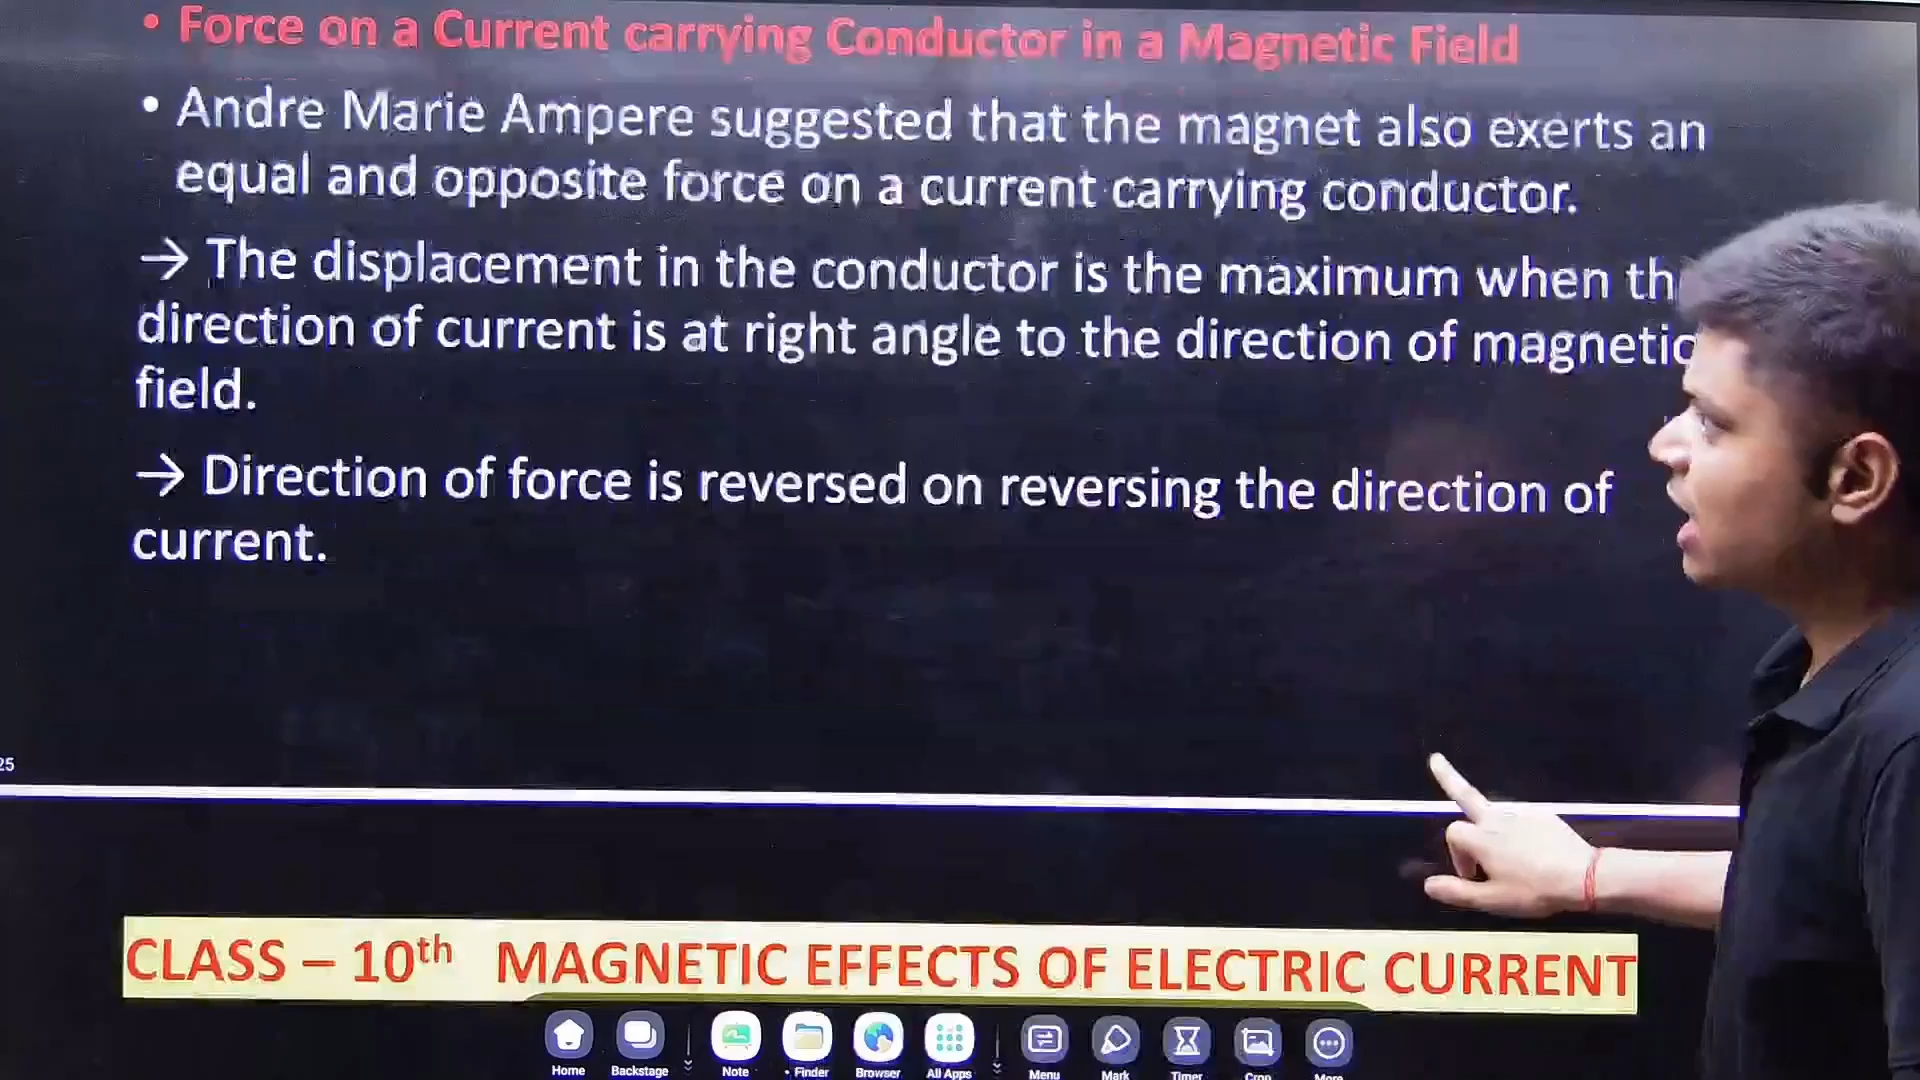 • Force on a Current carrying Conductor in a Magnetic Field
• Andre Marie Ampere suggested that the magnet also exerts an
equal and opposite force on a current carrying conductor.
→ The displacement in the conductor is the maximum when th
direction of current is at right angle to the direction of magnetic
field.
→ Direction of force is reversed on reversing the direction of
current.
25
CLASS – 10th MAGNETIC EFFECTS OF ELECTRIC CURRENT
Home Backstage Note • Finder Browser All Apps Menu Mark Timer Crop More